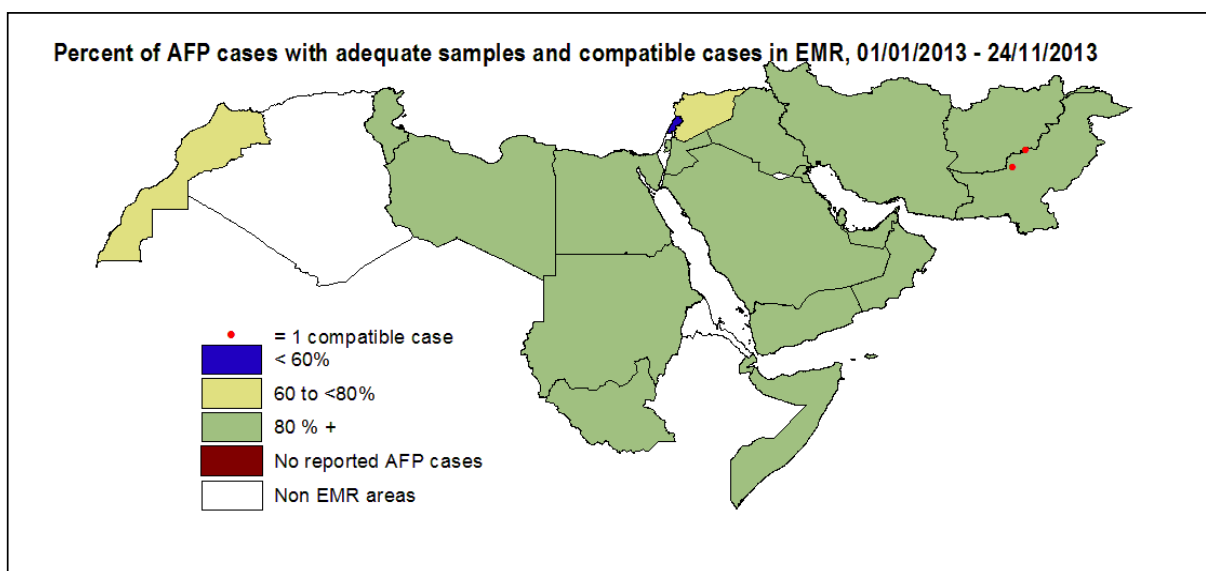 Percent of AFP cases with adequate samples and compatible cases in EMR, 01/01/2013 - 24/11/2013
= 1 compatible case
< 60%
60 to <80%
80 % +
No reported AFP cases
Non EMR areas